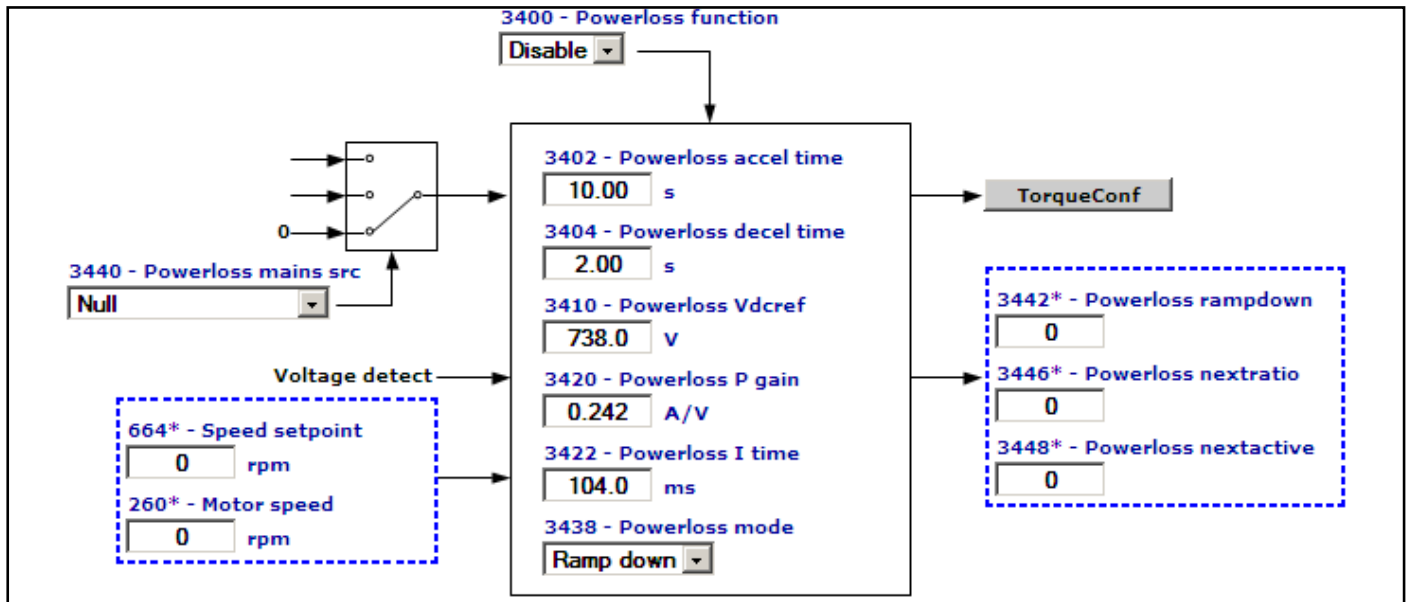 3400 - Powerloss function
Disable
3402 - Powerloss accel time
10.00 s
TorqueConf
0
3404 - Powerloss decel time
2.00 s
3440 - Powerloss mains src
Null
3410 - Powerloss Vdcref
738.0 V
3442* - Powerloss rampdown
0
Voltage detect
3420 - Powerloss P gain
0.242 A/V
3446* - Powerloss nextratio
0
664* - Speed setpoint
0 rpm
3422 - Powerloss I time
104.0 ms
3448* - Powerloss nextactive
0
260* - Motor speed
0 rpm
3438 - Powerloss mode
Ramp down